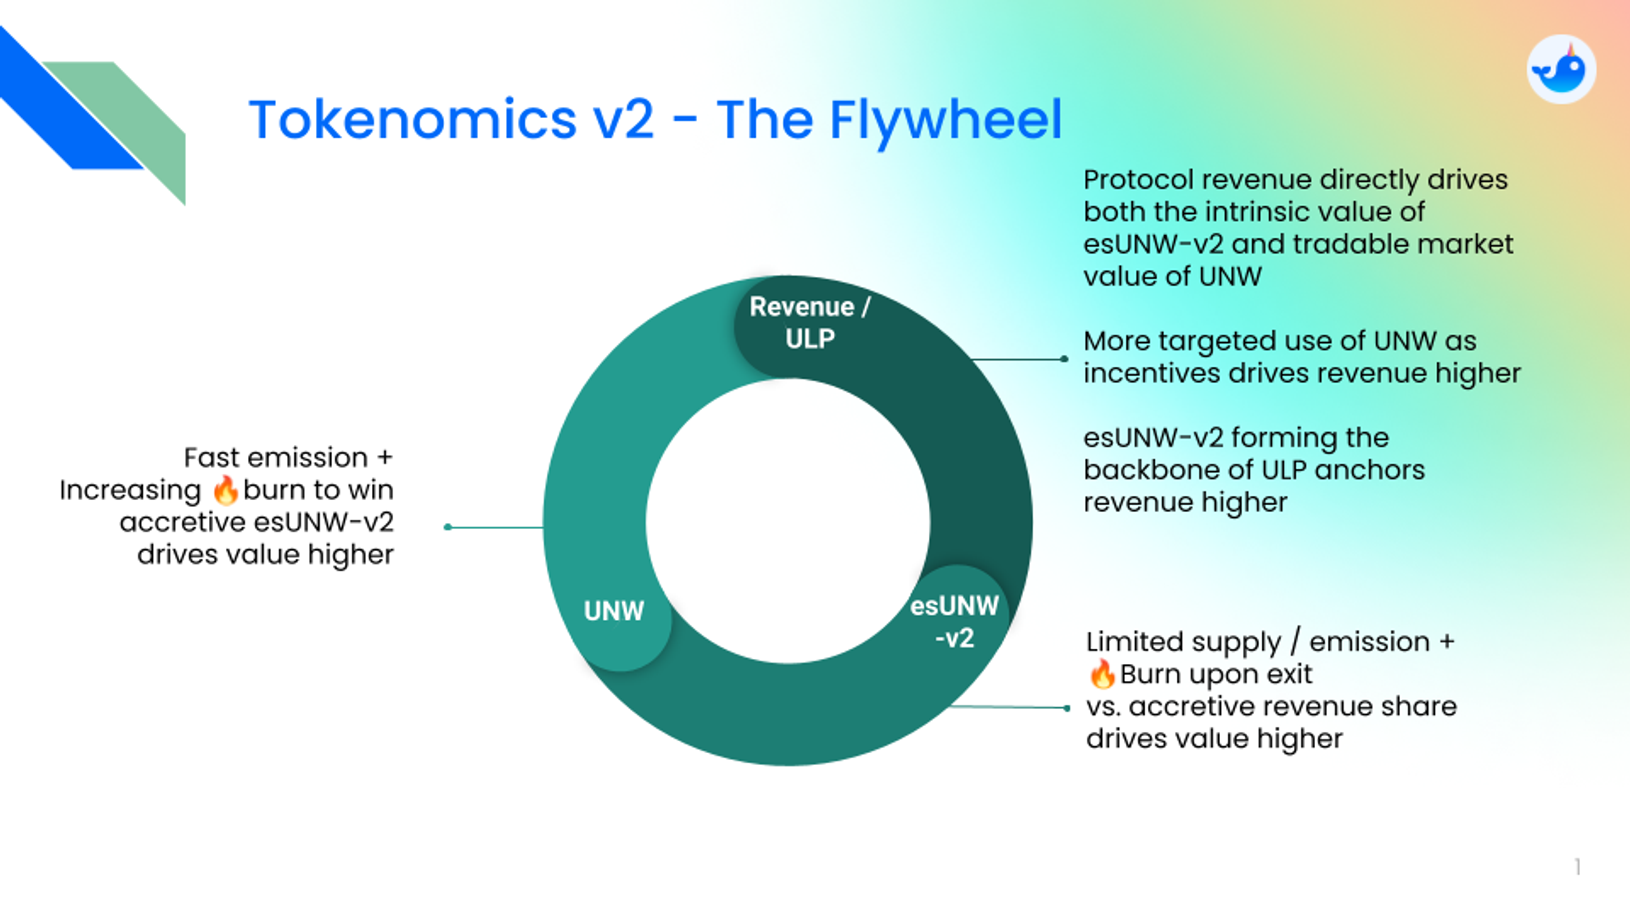 Tokenomics v2 - The Flywheel
Protocol revenue directly drives
both the intrinsic value of
esUNW-v2 and tradable market
value of UNW
More targeted use of UNW as
incentives drives revenue higher
esUNW-v2 forming the
backbone of ULP anchors
revenue higher
Revenue /
ULP
Fast emission +
Increasing 🔥burn to win
accretive esUNW-v2
drives value higher
UNW
esUNW
-v2
Limited supply / emission +
🔥Burn upon exit
vs. accretive revenue share
drives value higher
1